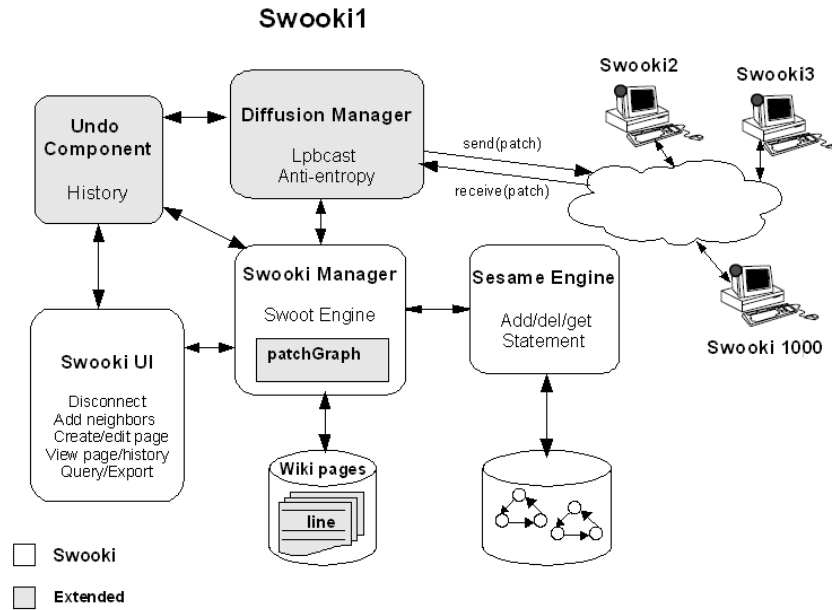 Swooki1
Swooki2
Swooki3
Diffusion Manager
Lpbcast
Anti-entropy
Undo
Component
History
send(patch)
receive(patch)
Swooki Manager
Swoot Engine
patchGraph
Sesame Engine
Add/del/get
Statement
Swooki 1000
Swooki UI
Disconnect
Add neighbors
Create/edit page
View page/history
Query/Export
Wiki pages
line
Swooki
Extended